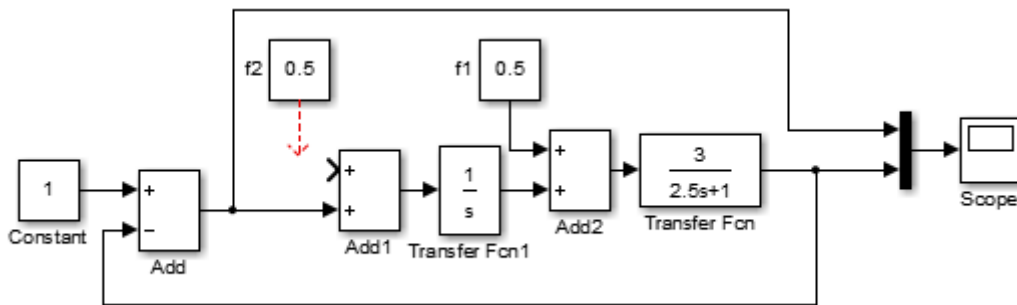 f2
0.5
f1
0.5
1
Constant
+
−
Add
+
+
Add1
1
s
Transfer Fcn1
+
+
Add2
3
2.5s+1
Transfer Fcn
Scope